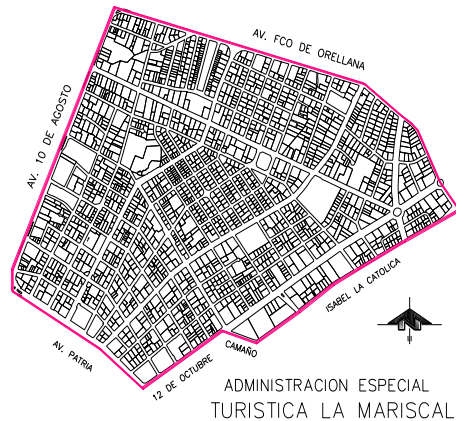 AV. FCO DE ORELLANA
AV. 10 DE AGOSTO
ISABEL LA CATOLICA
CAMAÑO
12 DE OCTUBRE
AV. PATRIA
ADMINISTRACION ESPECIAL
TURISTICA LA MARISCAL